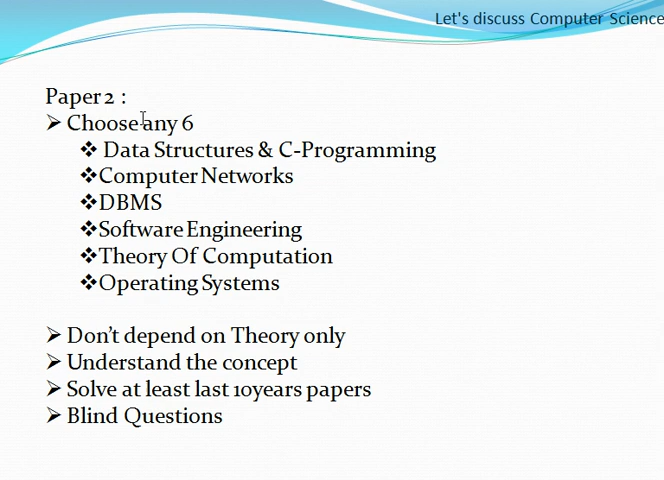 Let's discuss Computer Science
Paper 2 :
➢ Choose any 6
❖ Data Structures & C-Programming
❖Computer Networks
❖DBMS
❖Software Engineering
❖Theory Of Computation
❖Operating Systems
➢ Don't depend on Theory only
➢ Understand the concept
➢ Solve at least last 10years papers
➢ Blind Questions